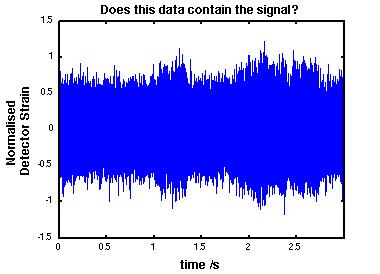 Does this data contain the signal?
1.5
1
0.5
0
-0.5
-1
-1.5
Normalised
Detector Strain
0 0.5 1 1.5 2 2.5
time /s